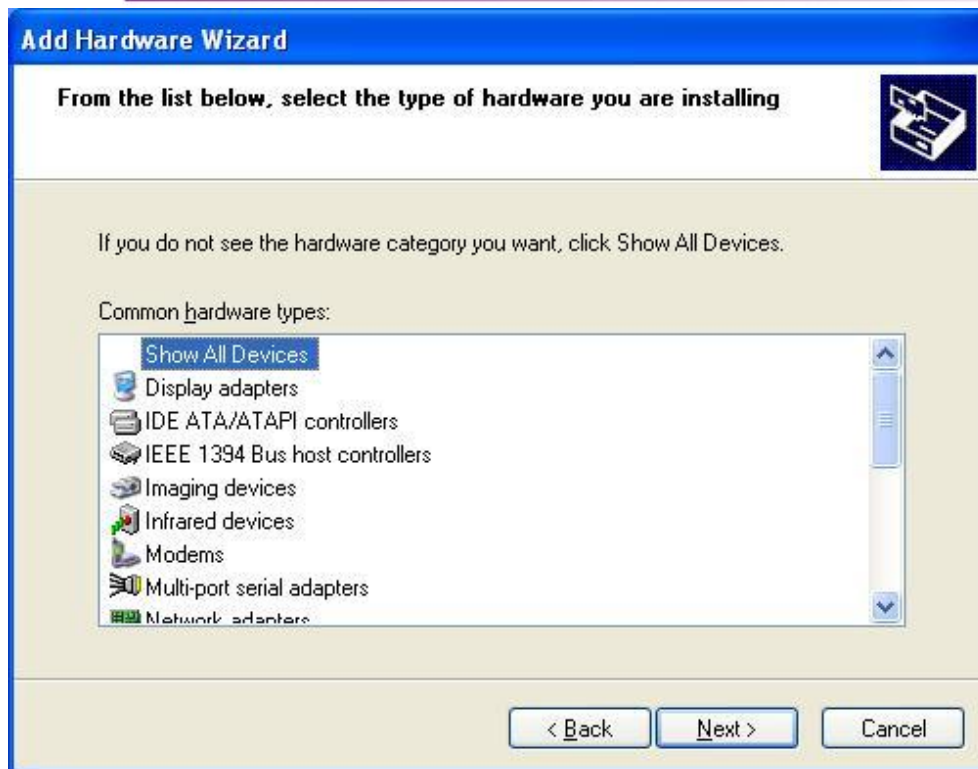 Add Hardware Wizard
From the list below, select the type of hardware you are installing
If you do not see the hardware category you want, click Show All Devices.
Common hardware types:
Show All Devices
Display adapters
IDE ATA/ATAPI controllers
IEEE 1394 Bus host controllers
Imaging devices
Infrared devices
Modems
Multi-port serial adapters
Network adapters
< Back Next > Cancel